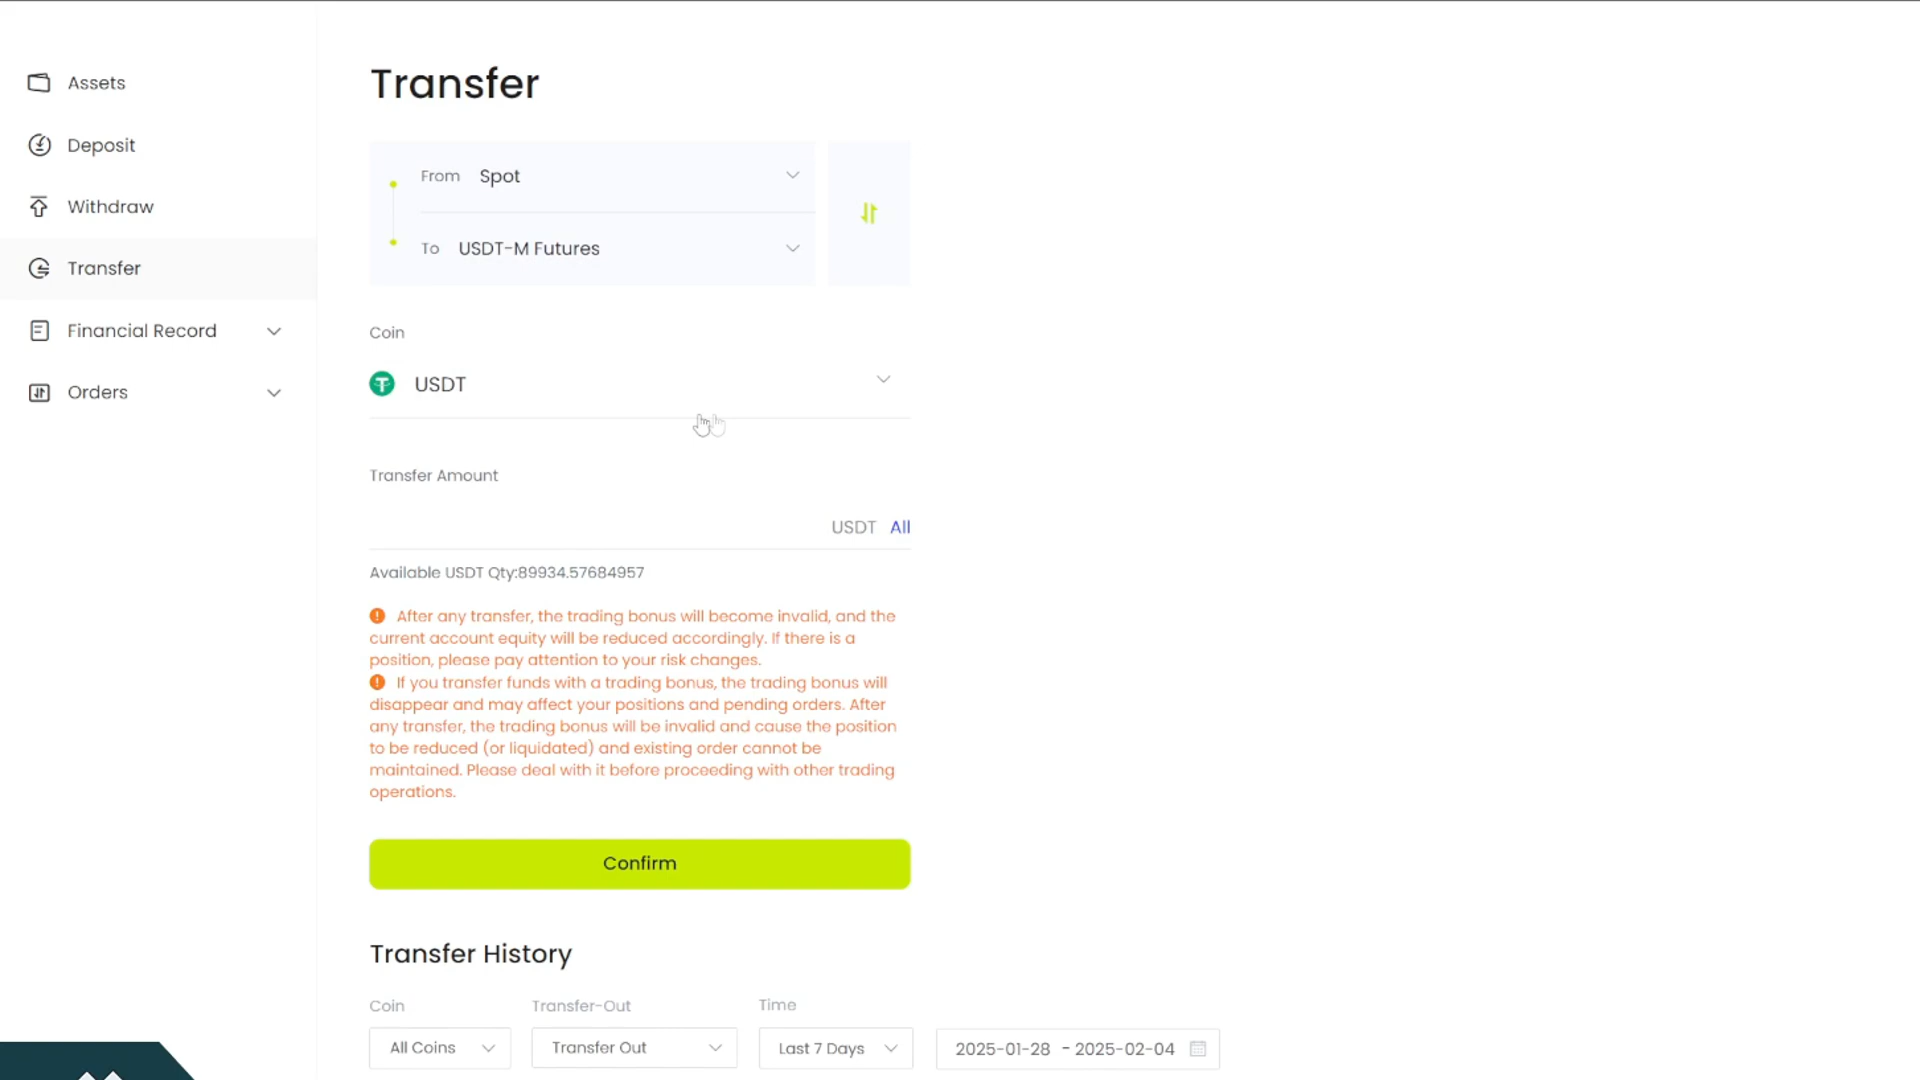 Assets
Deposit
Withdraw
Transfer
Financial Record
Orders
Transfer
From Spot
To USDT-M Futures
Coin
USDT
Transfer Amount
USDT All
Available USDT Qty:89934.57684957
After any transfer, the trading bonus will become invalid, and the
current account equity will be reduced accordingly. If there is a
position, please pay attention to your risk changes.
If you transfer funds with a trading bonus, the trading bonus will
disappear and may affect your positions and pending orders. After
any transfer, the trading bonus will be invalid and cause the position
to be reduced (or liquidated) and existing order cannot be
maintained. Please deal with it before proceeding with other trading
operations.
Confirm
Transfer History
Coin Transfer-Out Time
All Coins Transfer Out Last 7 Days 2025-01-28 - 2025-02-04